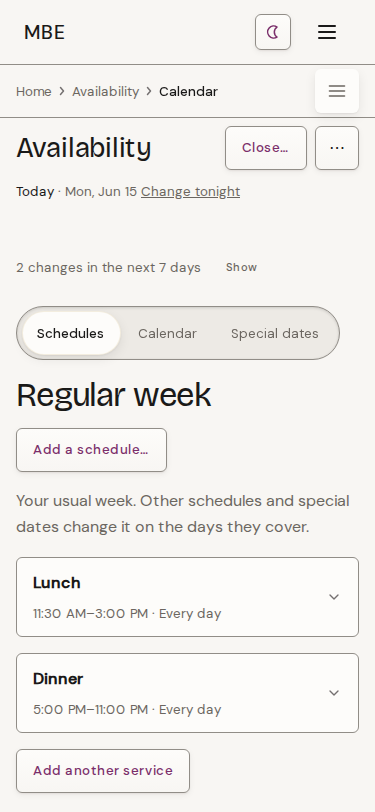 MBE
Home > Availability > Calendar
Availability
Close…
...
Today · Mon, Jun 15 Change tonight
2 changes in the next 7 days
Show
Schedules
Calendar
Special dates
Regular week
Add a schedule…
Your usual week. Other schedules and special
dates change it on the days they cover.
Lunch
11:30 AM–3:00 PM · Every day
Dinner
5:00 PM–11:00 PM · Every day
Add another service